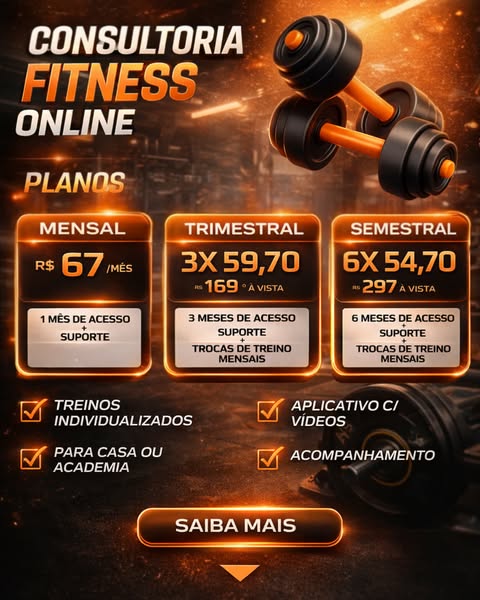 CONSULTORIA
FITNESS
ONLINE
PLANOS
MENSAL
R$ 67 /MÊS
1 MÊS DE ACESSO
+
SUPORTE
TRIMESTRAL
3X 59,70
R$ 169 À VISTA
3 MESES DE ACESSO
SUPORTE
+
TROCAS DE TREINO
MENSAIS
SEMESTRAL
6X 54,70
R$ 297 À VISTA
6 MESES DE ACESSO
+
SUPORTE
+
TROCAS DE TREINO
MENSAIS
TREINOS
INDIVIDUALIZADOS
APLICATIVO C/
VÍDEOS
PARA CASA OU
ACADEMIA
ACOMPANHAMENTO
SAIBA MAIS